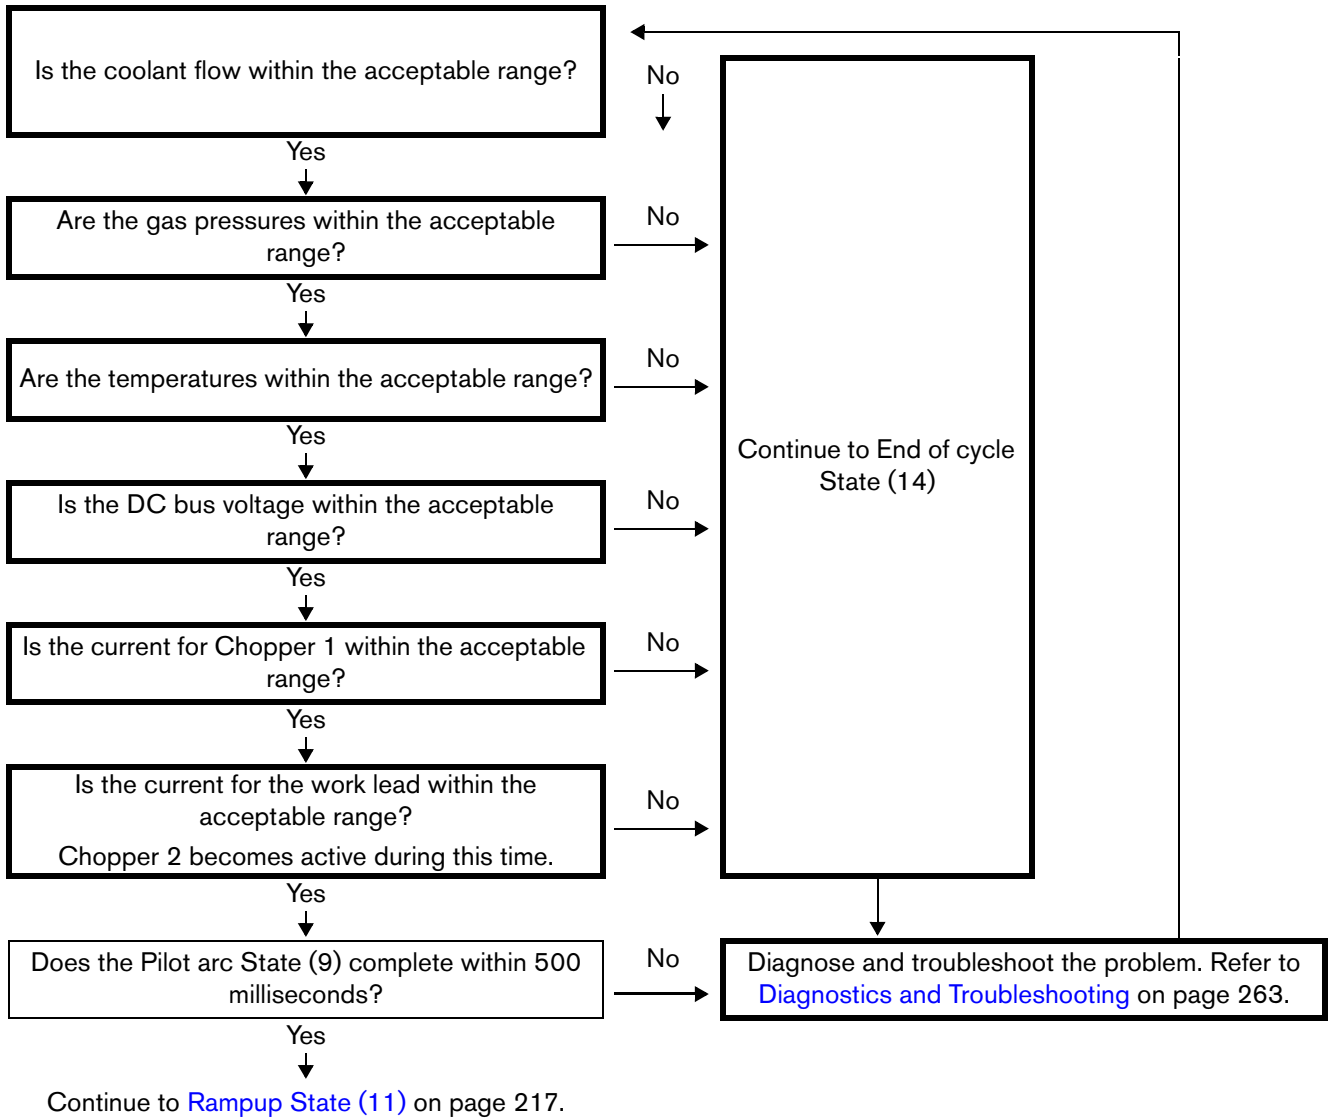 Is the coolant flow within the acceptable range?
No
Yes
Are the gas pressures within the acceptable
range?
No
Yes
Are the temperatures within the acceptable range?
No
Yes
Continue to End of cycle
State (14)
Is the DC bus voltage within the acceptable
range?
No
Yes
Is the current for Chopper 1 within the acceptable
range?
No
Yes
Is the current for the work lead within the
acceptable range?
Chopper 2 becomes active during this time.
No
Yes
Does the Pilot arc State (9) complete within 500
milliseconds?
No
Diagnose and troubleshoot the problem. Refer to
Diagnostics and Troubleshooting on page 263.
Yes
Continue to Rampup State (11) on page 217.